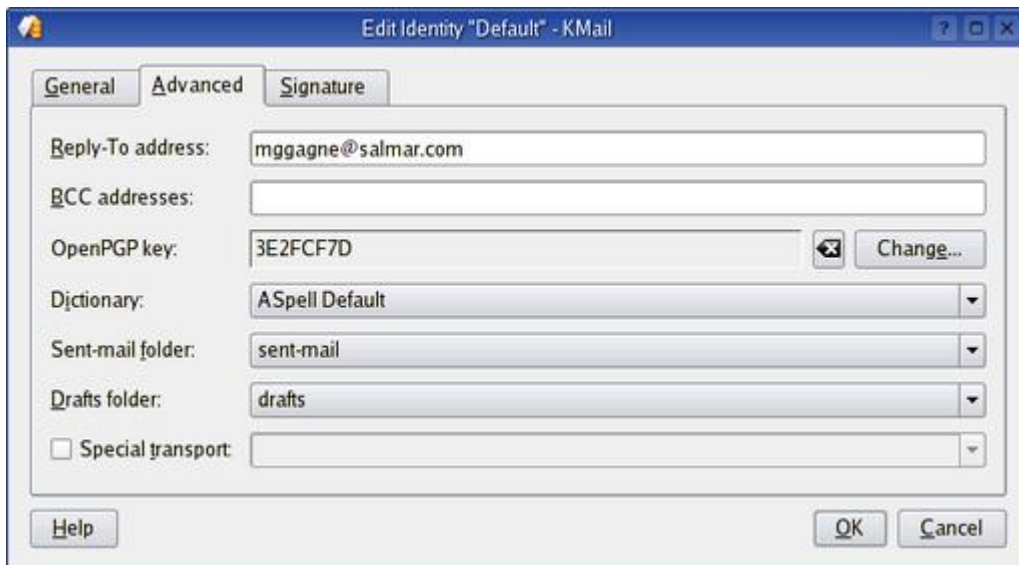 Edit Identity "Default" - KMail
General Advanced Signature
Reply-To address: mggagne@salmar.com
BCC addresses:
OpenPGP key: 3E2FCF7D Change...
Dictionary: ASpell Default
Sent-mail folder: sent-mail
Drafts folder: drafts
Special transport:
Help OK Cancel